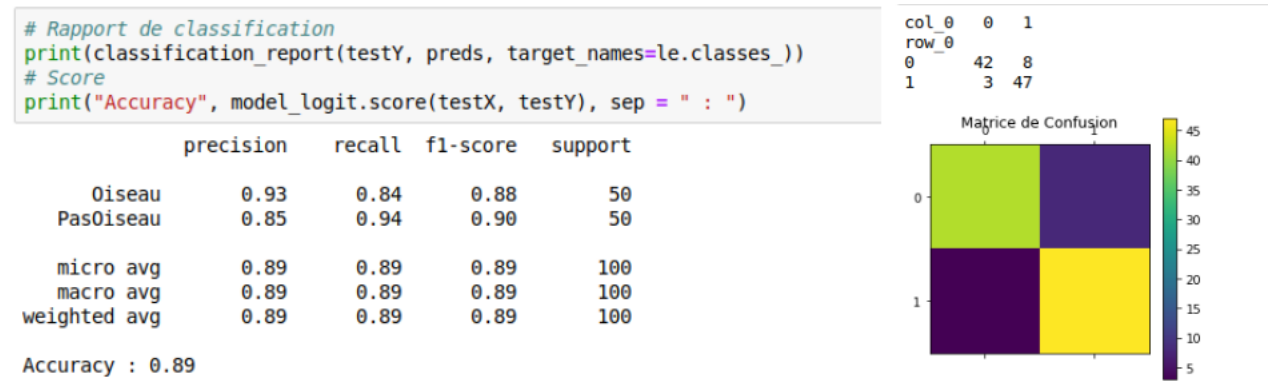 # Rapport de classification
print(classification_report(testY, preds, target_names=le.classes_))
# Score
print("Accuracy", model_logit.score(testX, testY), sep = " : ")
precision recall f1-score support
Oiseau 0.93 0.84 0.88 50
PasOiseau 0.85 0.94 0.90 50
micro avg 0.89 0.89 0.89 100
macro avg 0.89 0.89 0.89 100
weighted avg 0.89 0.89 0.89 100
Accuracy : 0.89
col_0 0 1
row_0
0 42 8
1 3 47
Matrice de Confusion
0 1
0
1
45
40
35
30
25
20
15
10
5